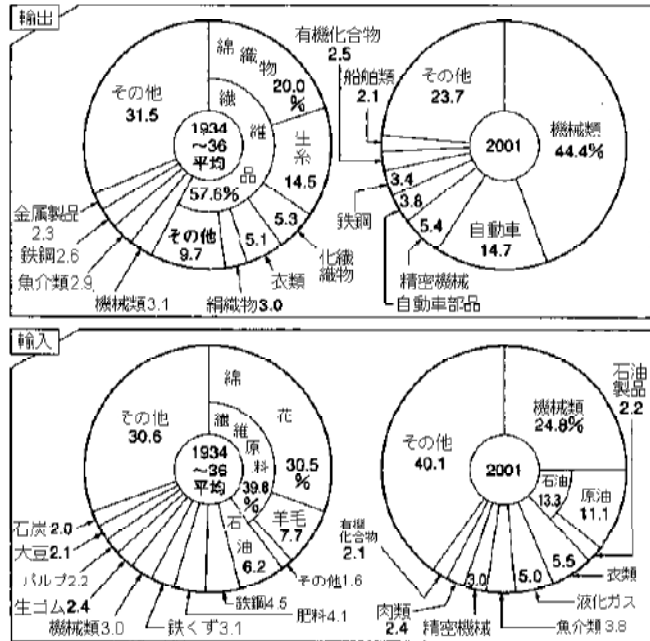 輸出
綿織物
20.0
%
その他
31.5
繊維品
57.6%
1934
〜36
平均
生糸
14.5
5.3
化繊
織物
5.1
衣類
絹織物3.0
その他
9.7
機械類3.1
魚介類2.9
鉄鋼2.6
金属製品
2.3
有機化合物
2.5
船舶類
2.1
その他
23.7
2001
機械類
44.4%
自動車
14.7
5.4
精密機械
3.8
自動車部品
3.4
鉄鋼
輸入
綿花
30.5
%
その他
30.6
繊維原料
39.8
%
1934
〜36
平均
羊毛
7.7
その他1.6
石油
6.2
鉄鋼4.5
肥料4.1
鉄くず3.1
機械類3.0
生ゴム2.4
パルプ2.2
大豆2.1
石炭2.0
その他
40.1
2001
機械類
24.8%
石油
13.3
原油
11.1
石油
製品
2.2
5.5
衣類
5.0
液化ガス
魚介類3.8
3.0
精密機械
肉類
2.4
有機
化合物
2.1